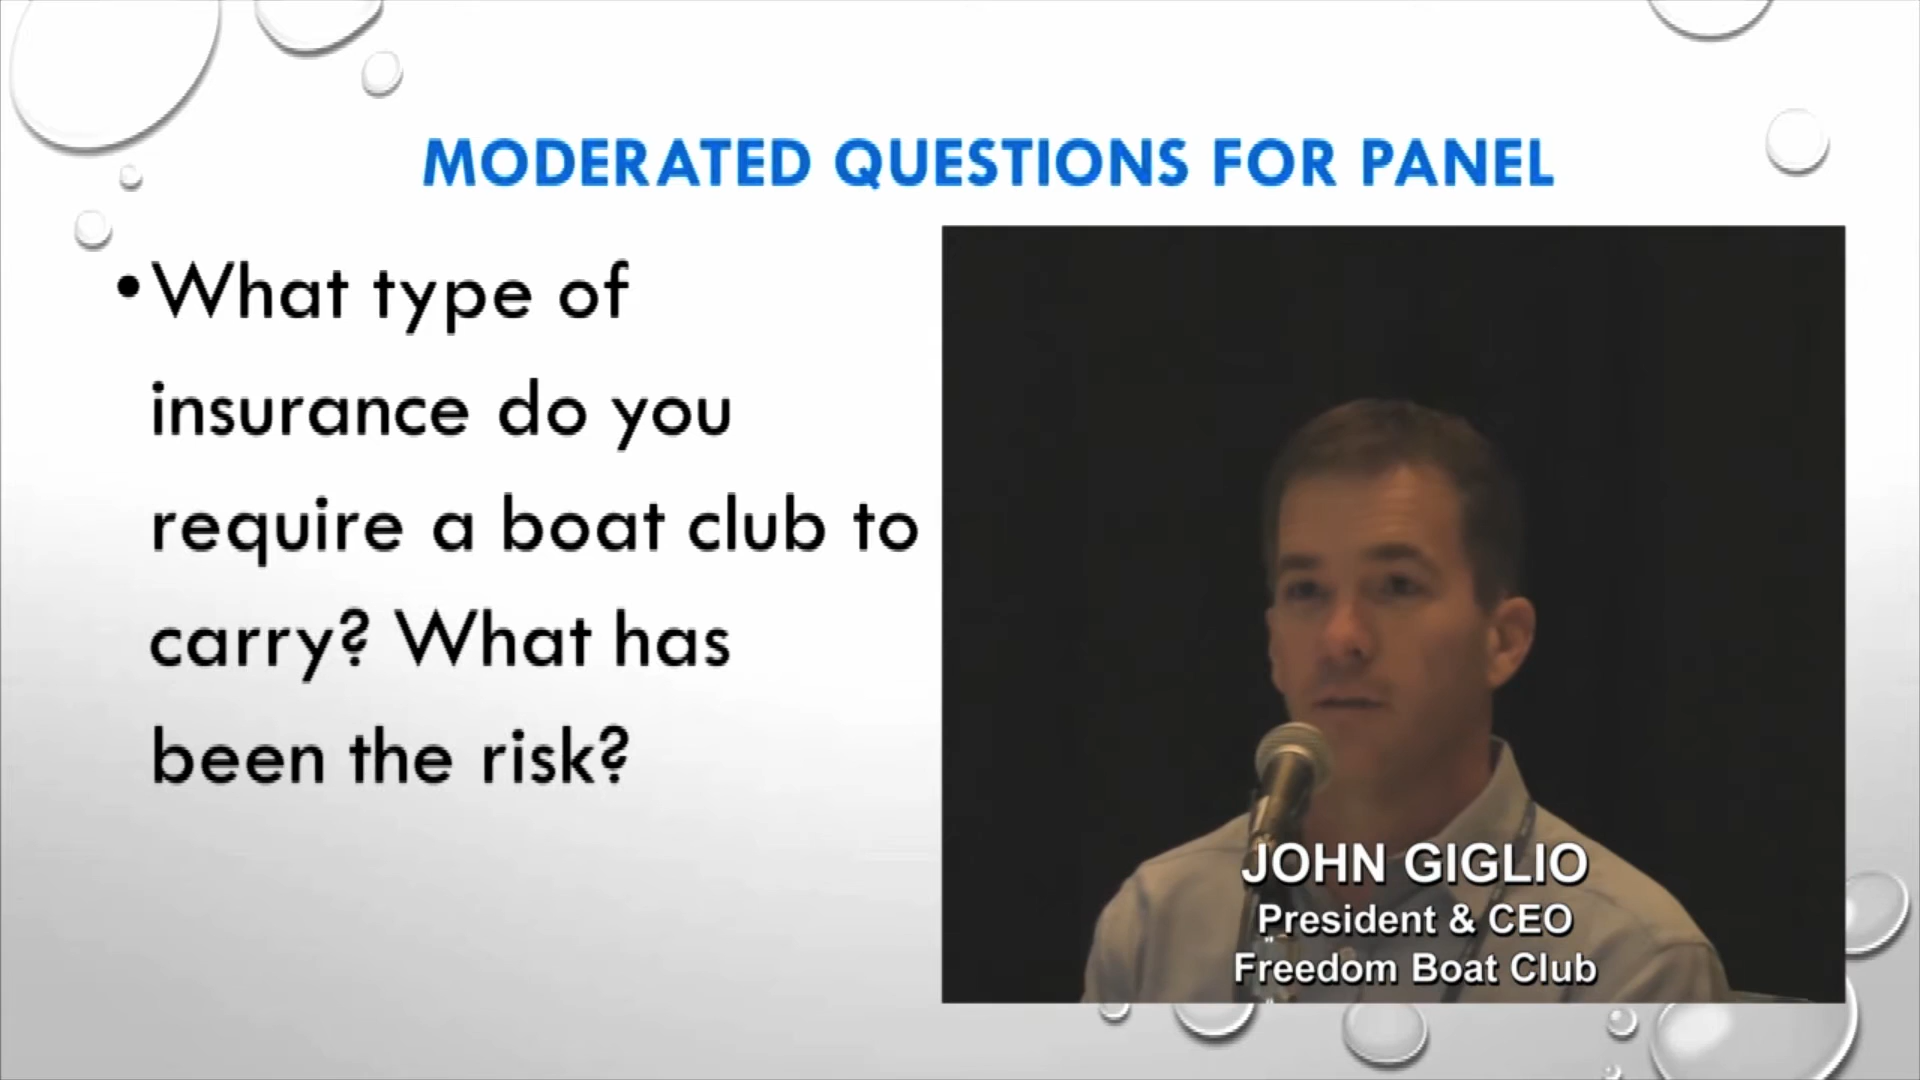 MODERATED QUESTIONS FOR PANEL
• What type of
insurance do you
require a boat club to
carry? What has
been the risk?
JOHN GIGLIO
President & CEO
Freedom Boat Club